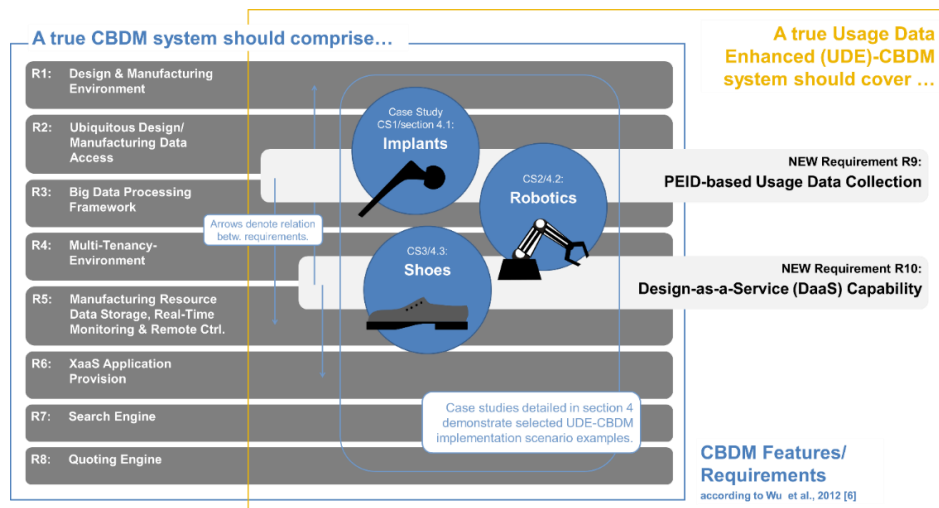 A true CBDM system should comprise…
A true Usage Data
Enhanced (UDE)-CBDM
system should cover …
R1: Design & Manufacturing
Environment
R2: Ubiquitous Design/
Manufacturing Data
Access
R3: Big Data Processing
Framework
R4: Multi-Tenancy-
Environment
R5: Manufacturing Resource
Data Storage, Real-Time
Monitoring & Remote Ctrl.
R6: XaaS Application
Provision
R7: Search Engine
R8: Quoting Engine
Arrows denote relation
betw. requirements.
Case Study
CS1/section 4.1:
Implants
CS2/4.2:
Robotics
CS3/4.3:
Shoes
NEW Requirement R9:
PEID-based Usage Data Collection
NEW Requirement R10:
Design-as-a-Service (DaaS) Capability
Case studies detailed in section 4
demonstrate selected UDE-CBDM
implementation scenario examples.
CBDM Features/
Requirements
according to Wu et al., 2012 [6]